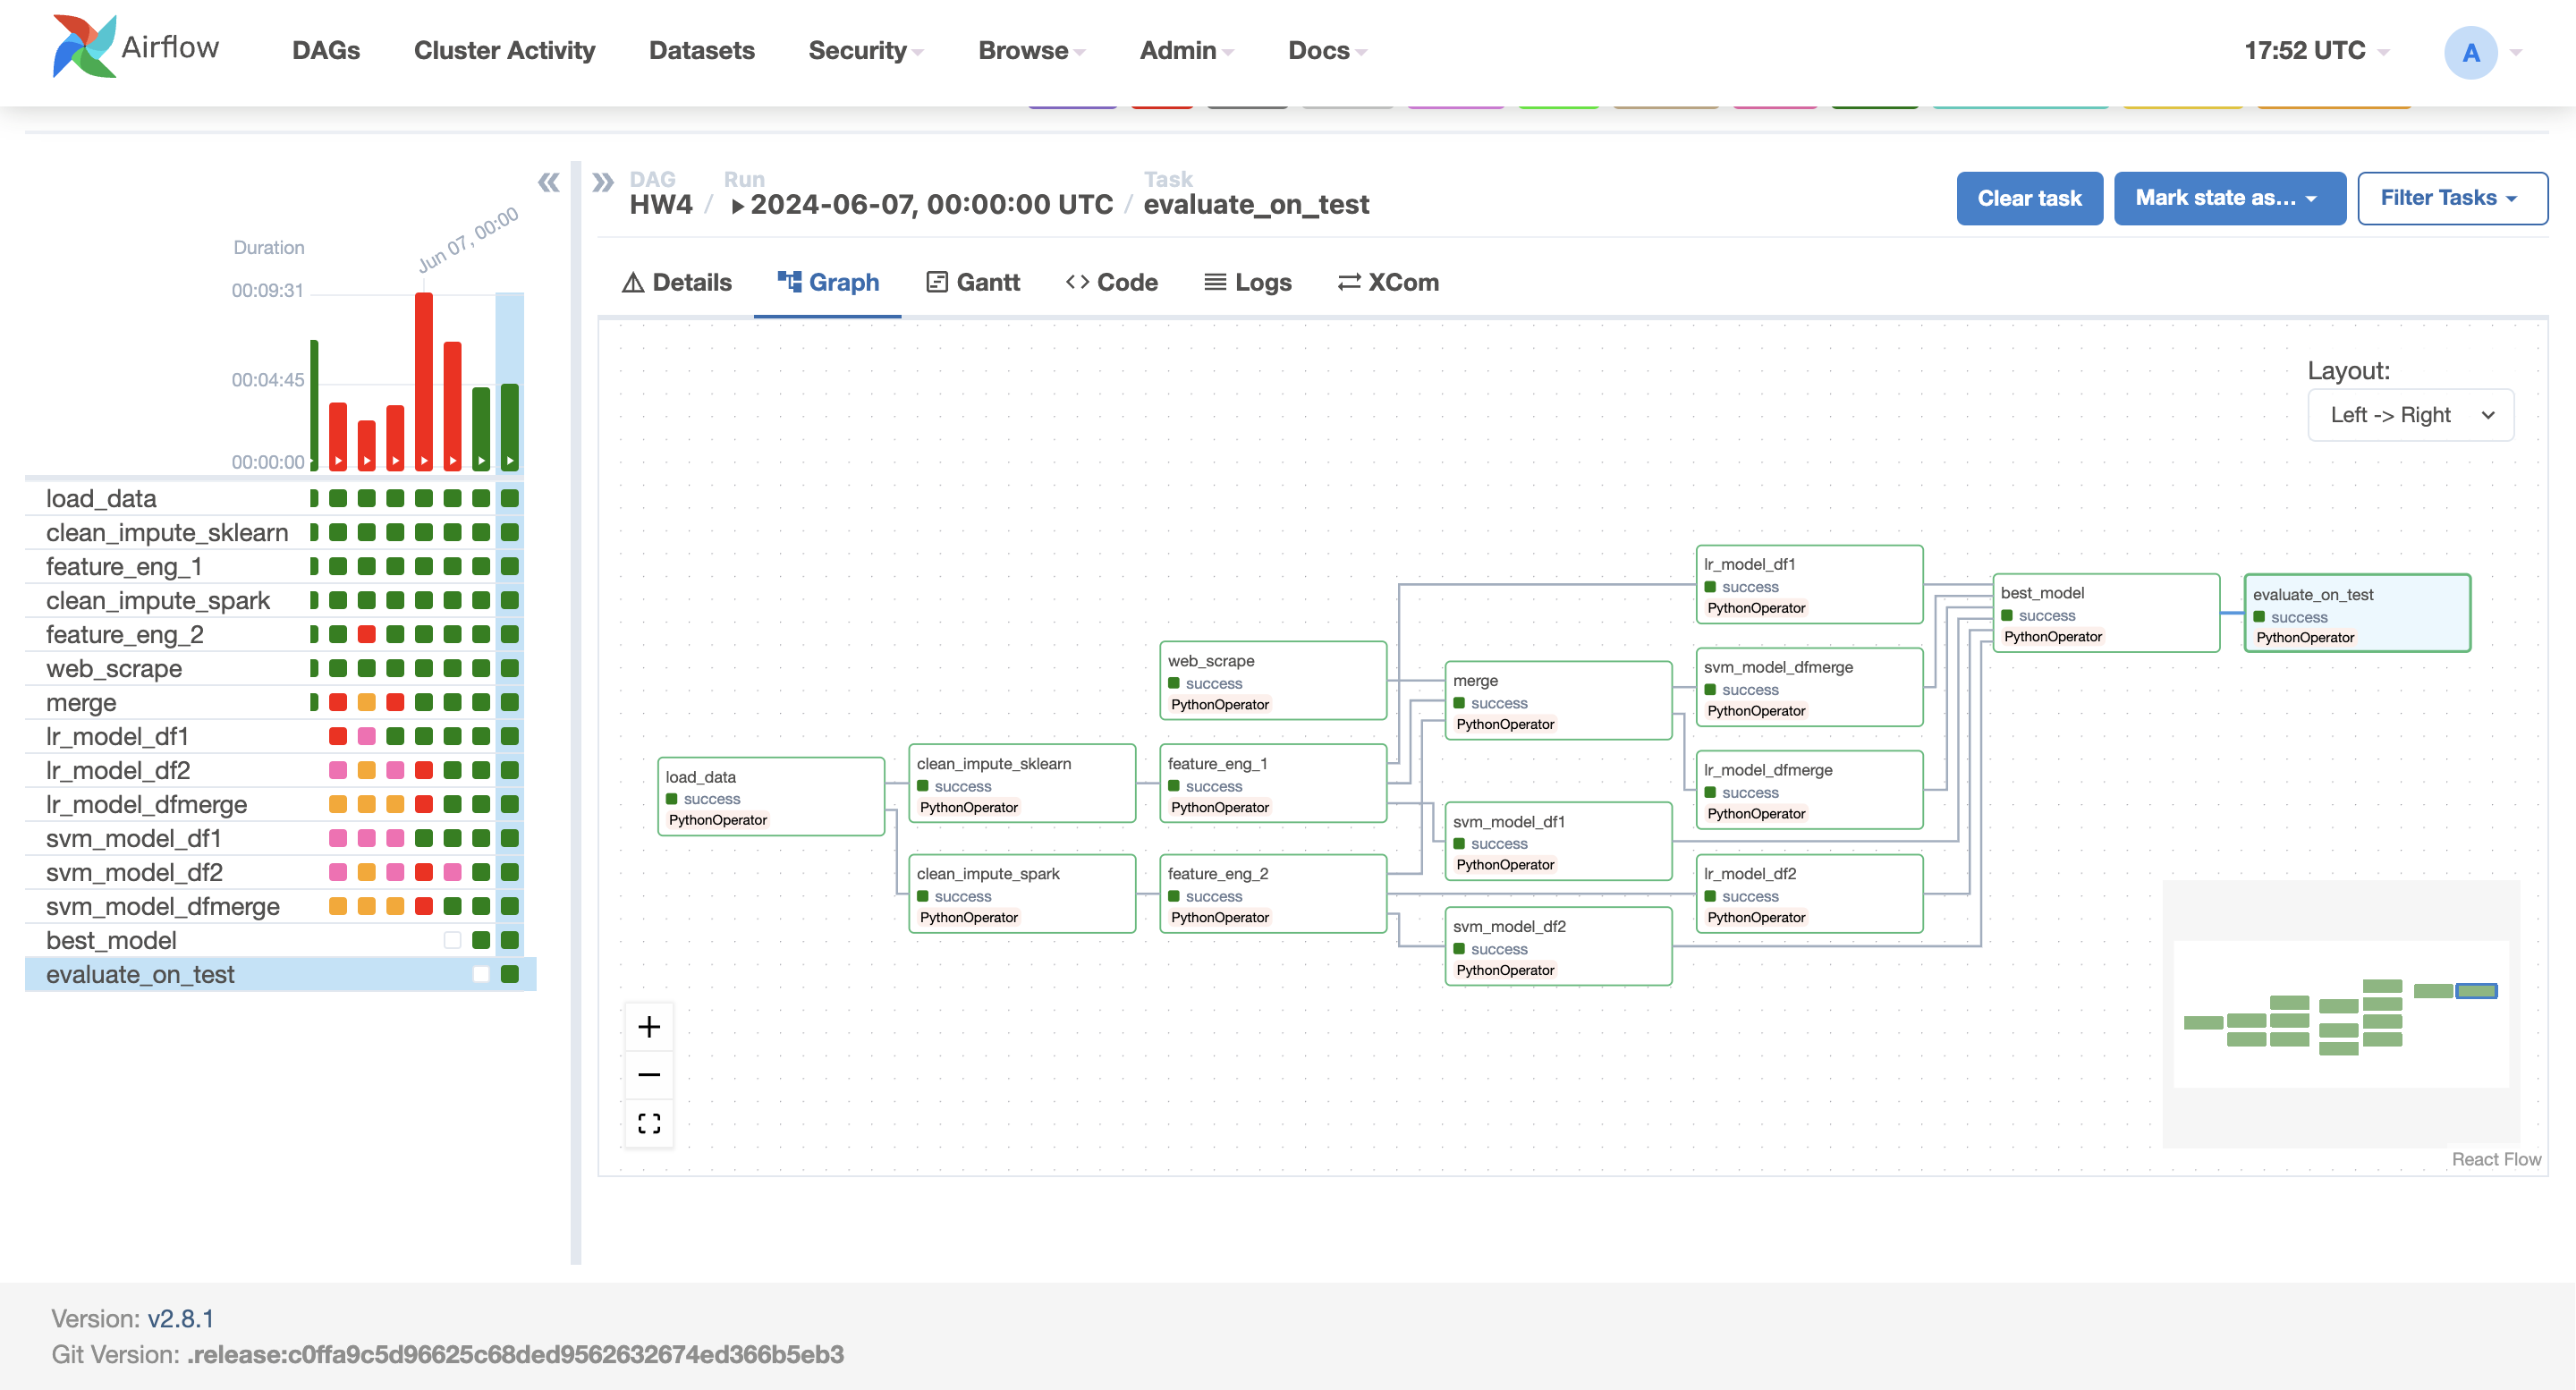 Airflow
DAGs Cluster Activity Datasets Security Browse Admin Docs 17:52 UTC A
DAG Run Task
HW4 / 2024-06-07, 00:00:00 UTC / evaluate_on_test
Clear task Mark state as... Filter Tasks
Details Graph Gantt Code Logs XCom
Jun 07, 00:00
Duration
00:09:31
00:04:45
00:00:00
load_data
clean_impute_sklearn
feature_eng_1
clean_impute_spark
feature_eng_2
web_scrape
merge
lr_model_df1
lr_model_df2
lr_model_dfmerge
svm_model_df1
svm_model_df2
svm_model_dfmerge
best_model
evaluate_on_test
Layout:
Left -> Right
load_data
success
PythonOperator
clean_impute_sklearn
success
PythonOperator
clean_impute_spark
success
PythonOperator
web_scrape
success
PythonOperator
feature_eng_1
success
PythonOperator
feature_eng_2
success
PythonOperator
merge
success
PythonOperator
svm_model_df1
success
PythonOperator
svm_model_df2
success
PythonOperator
lr_model_df1
success
PythonOperator
svm_model_dfmerge
success
PythonOperator
lr_model_dfmerge
success
PythonOperator
lr_model_df2
success
PythonOperator
best_model
success
PythonOperator
evaluate_on_test
success
PythonOperator
React Flow
Version: v2.8.1
Git Version: .release:c0ffa9c5d96625c68ded9562632674ed366b5eb3